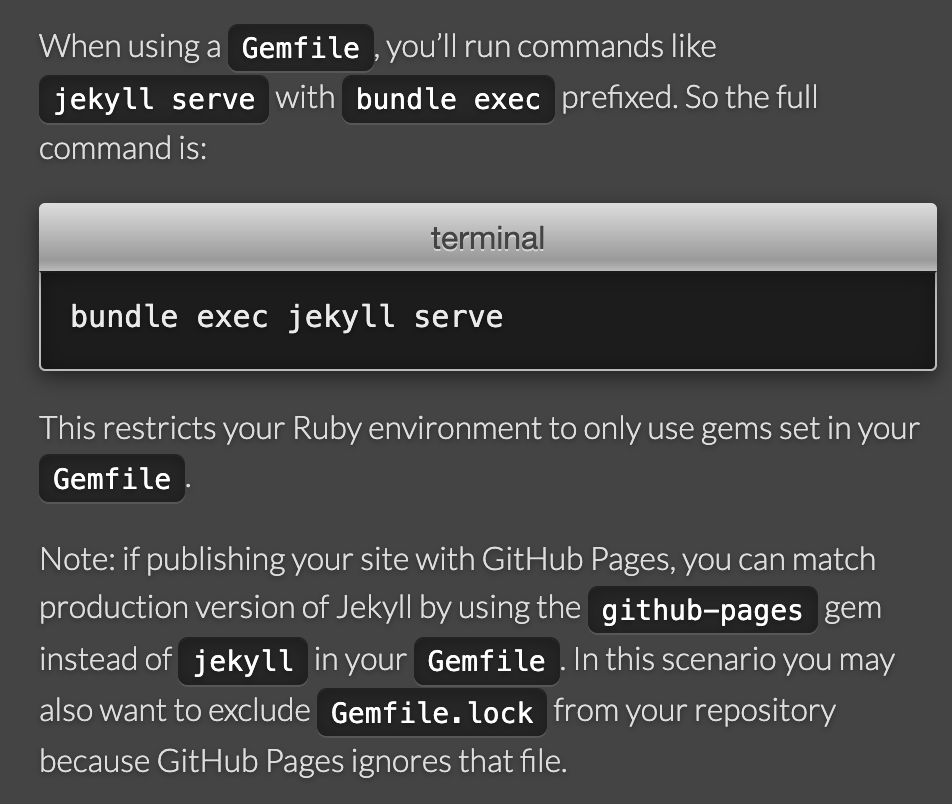 When using a Gemfile, you’ll run commands like
jekyll serve with bundle exec prefixed. So the full
command is:
terminal
bundle exec jekyll serve
This restricts your Ruby environment to only use gems set in your
Gemfile.
Note: if publishing your site with GitHub Pages, you can match
production version of Jekyll by using the github-pages gem
instead of jekyll in your Gemfile. In this scenario you may
also want to exclude Gemfile.lock from your repository
because GitHub Pages ignores that file.